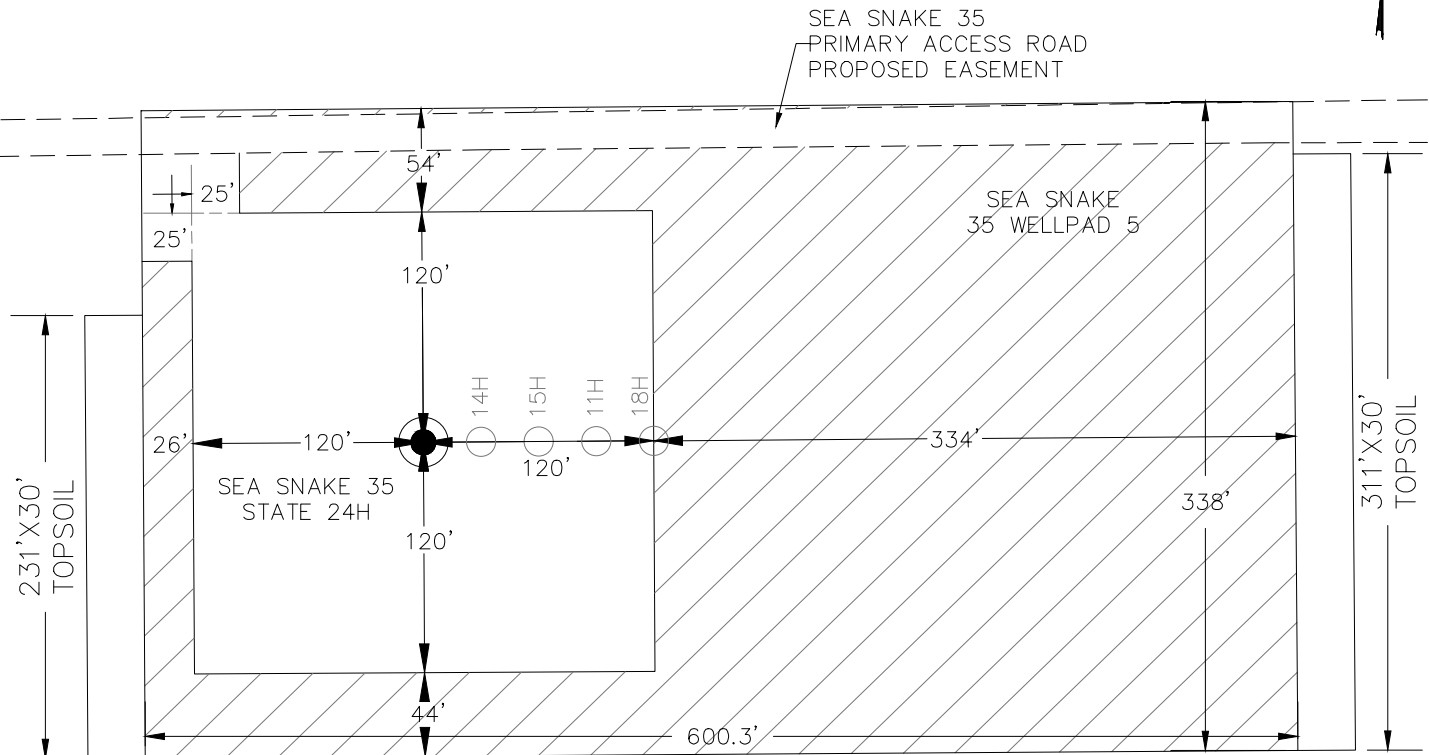 SEA SNAKE 35
PRIMARY ACCESS ROAD
PROPOSED EASEMENT
54'
25'
25'
SEA SNAKE
35 WELLPAD 5
120'
14H
15H
11H
18H
26'
120'
120'
334'
SEA SNAKE 35
STATE 24H
338'
120'
231'X30'
TOPSOIL
311'X30'
TOPSOIL
44'
600.3'